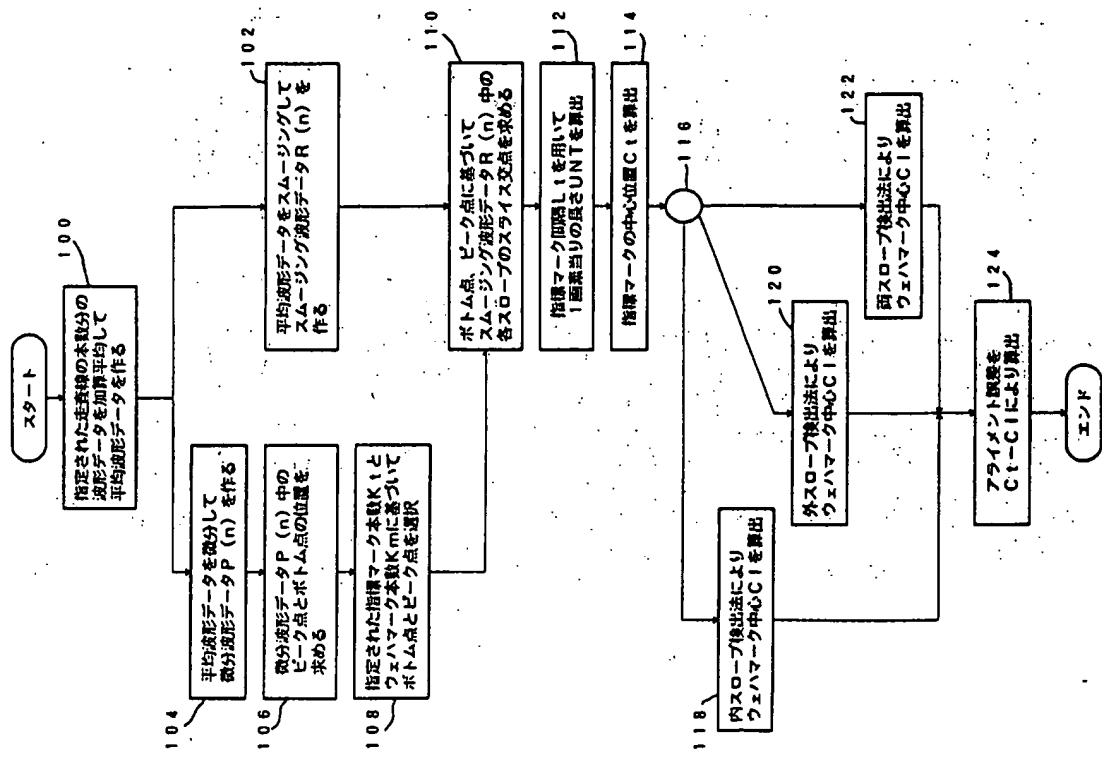 スタート
100
指定された走査線の本数分の
波形データを加算平均して
平均波形データを作る
102
平均波形データをスムージングして
スムージング波形データR(n)を
作る
104
平均波形データを微分して
微分波形データP(n)を作る
106
微分波形データP(n)中の
ピーク点とボトム点の位置を
求める
108
指定された指標マーク本数Ktと
ウェハマーク本数Kmに基づいて
ボトム点とピーク点を選択
110
ボトム点、ピーク点に基づいて
スムージング波形データR(n)中の
各スロープのスライス交点を求める
112
指標マーク間隔Ltを用いて
1画素当りの長さUNTを算出
114
指標マークの中心位置Ctを算出
116
118
内スロープ検出法により
ウェハマーク中心Clを算出
120
外スロープ検出法により
ウェハマーク中心Clを算出
122
両スロープ検出法により
ウェハマーク中心Clを算出
124
アライメント誤差を
Ct−Clにより算出
エンド